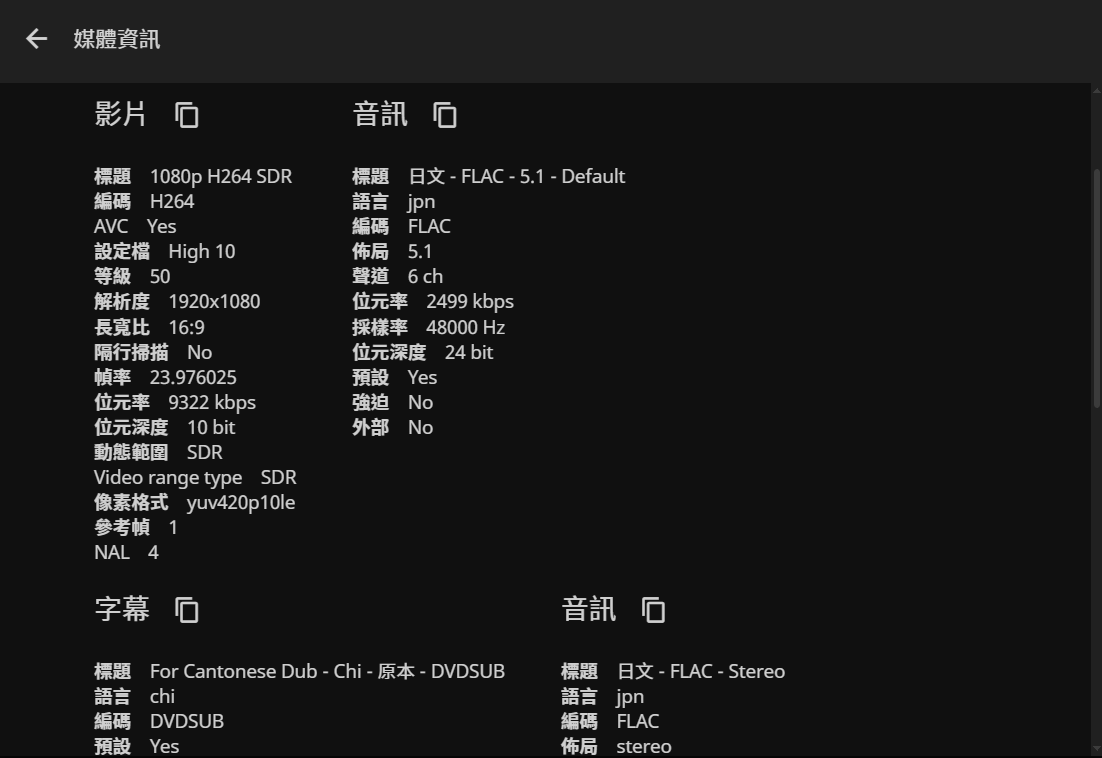 媒體資訊
影片
標題 1080p H264 SDR
編碼 H264
AVC Yes
設定檔 High 10
等級 50
解析度 1920x1080
長寬比 16:9
隔行掃描 No
幀率 23.976025
位元率 9322 kbps
位元深度 10 bit
動態範圍 SDR
Video range type SDR
像素格式 yuv420p10le
參考幀 1
NAL 4
音訊
標題 日文 - FLAC - 5.1 - Default
語言 jpn
編碼 FLAC
佈局 5.1
聲道 6 ch
位元率 2499 kbps
採樣率 48000 Hz
位元深度 24 bit
預設 Yes
強迫 No
外部 No
字幕
標題 For Cantonese Dub - Chi - 原本 - DVDSUB
語言 chi
編碼 DVDSUB
預設 Yes
音訊
標題 日文 - FLAC - Stereo
語言 jpn
編碼 FLAC
佈局 stereo